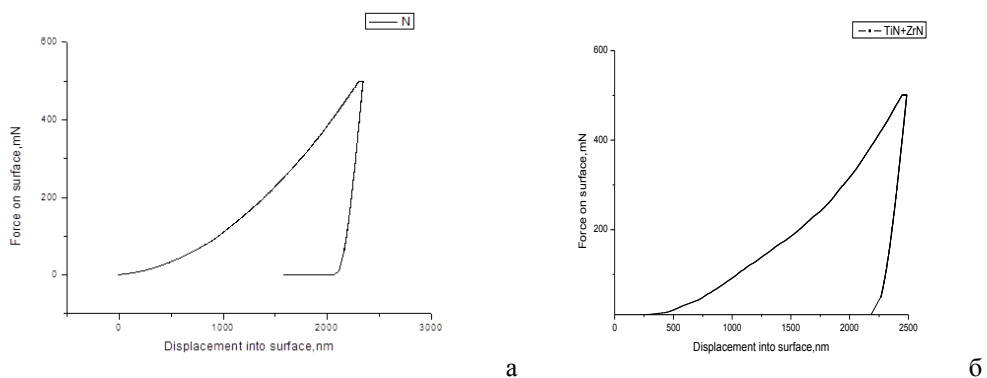 N
600
400
200
0
Force on surface,mN
0 1000 2000 3000
Displacement into surface,nm
а
TiN+ZrN
600
400
200
Force on surface,mN
0 500 1000 1500 2000 2500
Displacement into surface,nm
б